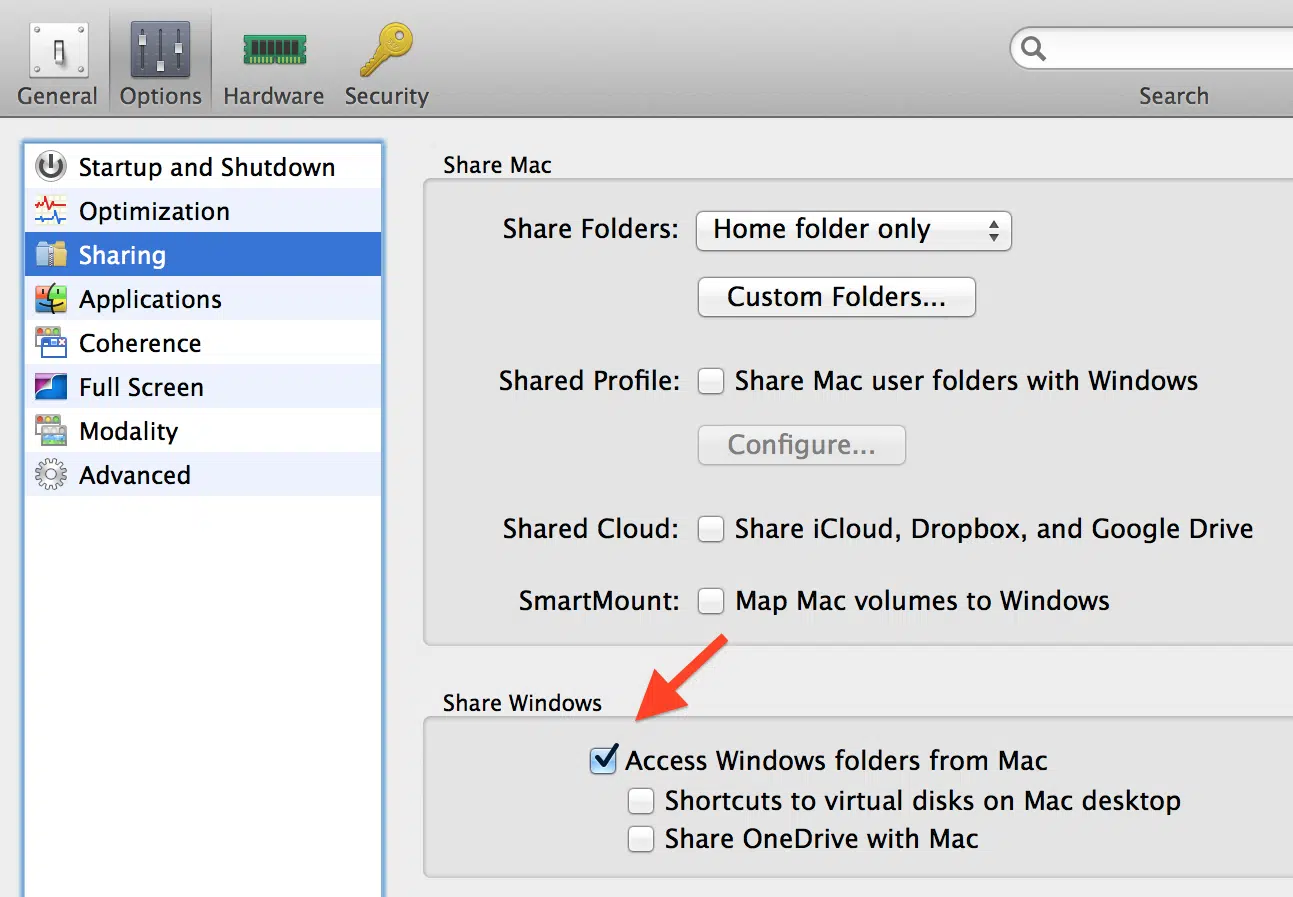 General Options Hardware Security Search
Startup and Shutdown
Optimization
Sharing
Applications
Coherence
Full Screen
Modality
Advanced
Share Mac
Share Folders: Home folder only
Custom Folders...
Shared Profile: Share Mac user folders with Windows
Configure...
Shared Cloud: Share iCloud, Dropbox, and Google Drive
SmartMount: Map Mac volumes to Windows
Share Windows
Access Windows folders from Mac
Shortcuts to virtual disks on Mac desktop
Share OneDrive with Mac